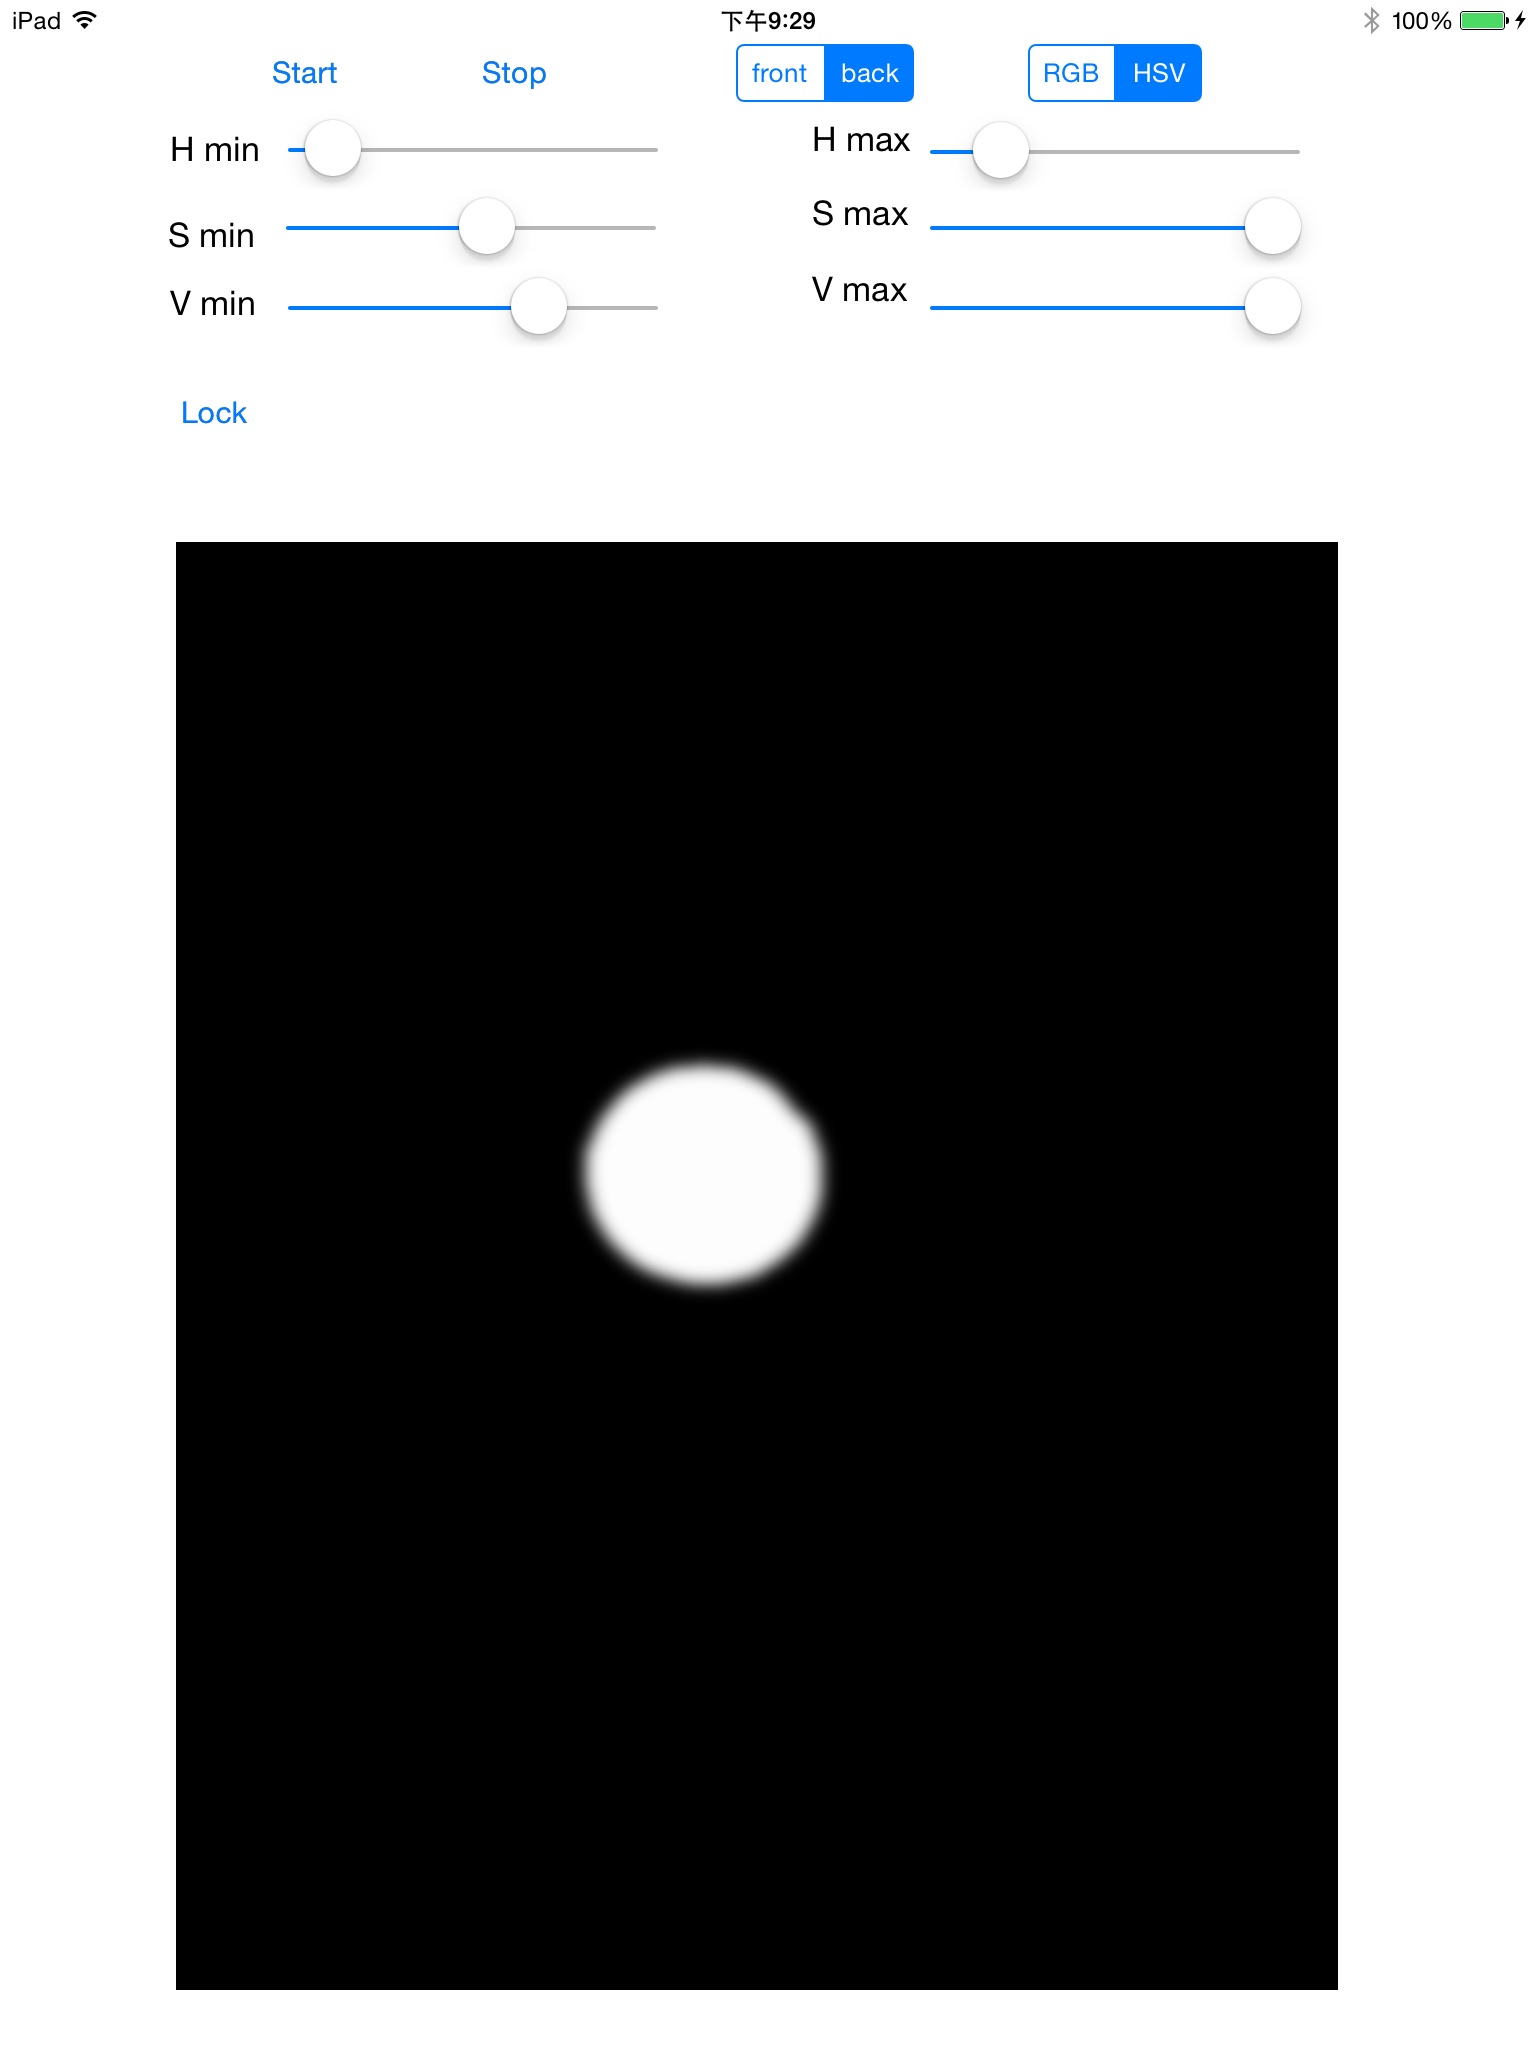 iPad 下午9:29 100%
Start Stop front back RGB HSV
H min H max
S min S max
V min V max
Lock